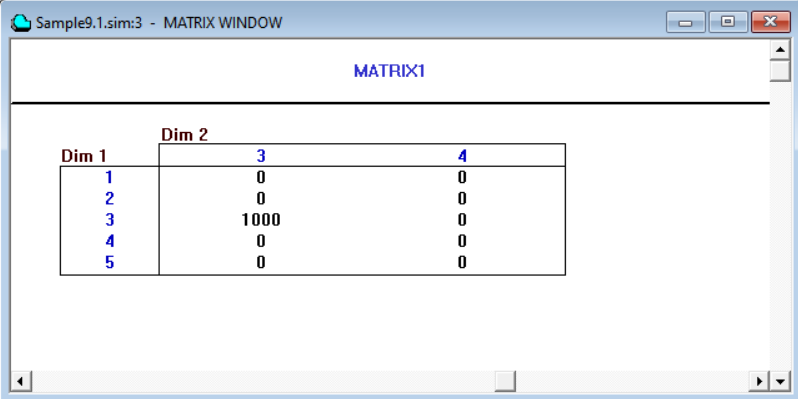 Sample9.1.sim:3 - MATRIX WINDOW
MATRIX1
Dim 2
Dim 1 3 4
1 0 0
2 0 0
3 1000 0
4 0 0
5 0 0